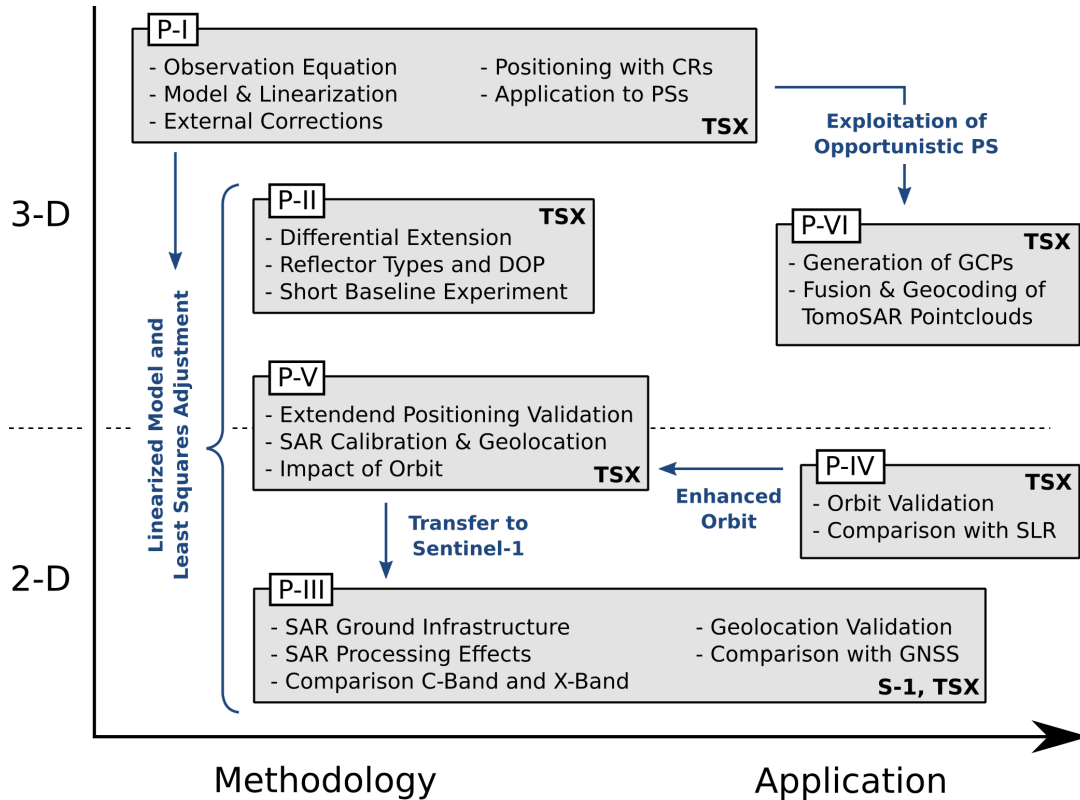 P-I
- Observation Equation
- Model & Linearization
- External Corrections
- Positioning with CRs
- Application to PSs
TSX
Exploitation of
Opportunistic PS
3-D
P-II
TSX
- Differential Extension
- Reflector Types and DOP
- Short Baseline Experiment
P-VI
TSX
- Generation of GCPs
- Fusion & Geocoding of
TomoSAR Pointclouds
Linearized Model and
Least Squares Adjustment
P-V
- Extendend Positioning Validation
- SAR Calibration & Geolocation
- Impact of Orbit
TSX
Enhanced
Orbit
P-IV
TSX
- Orbit Validation
- Comparison with SLR
Transfer to
Sentinel-1
2-D
P-III
- SAR Ground Infrastructure
- SAR Processing Effects
- Comparison C-Band and X-Band
- Geolocation Validation
- Comparison with GNSS
S-1, TSX
Methodology
Application